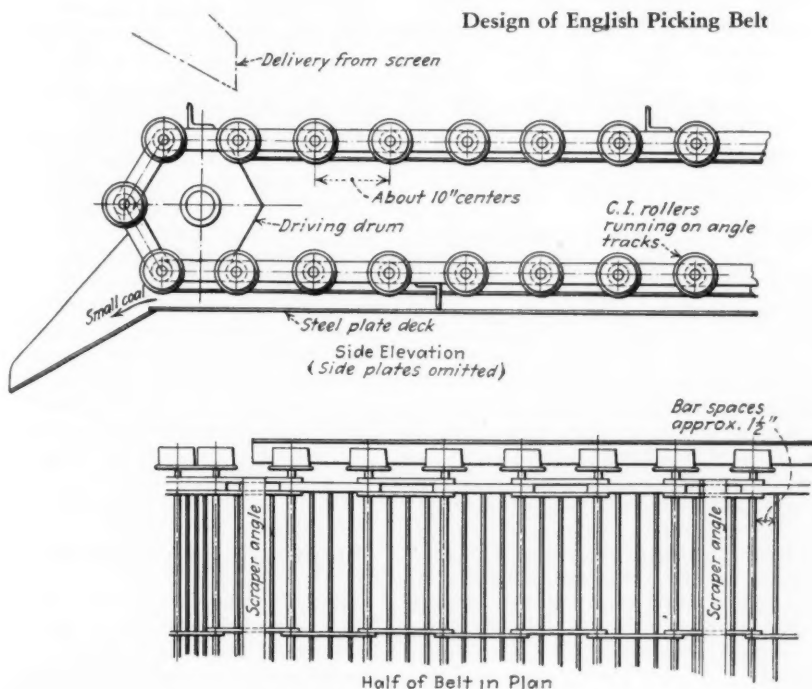 Design of English Picking Belt
Delivery from screen
About 10" centers
Driving drum
C.I. rollers
running on angle
tracks
Small coal
Steel plate deck
Side Elevation
(Side plates omitted)
Bar spaces
approx. 1½"
Scraper angle
Scraper angle
Half of Belt in Plan